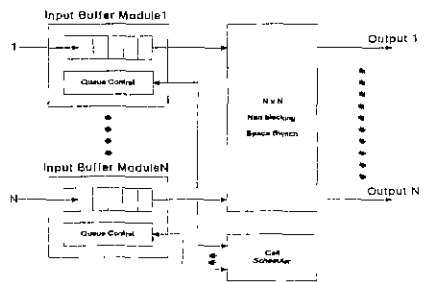 Input Buffer Module1
1
Output 1
Queue Control
N x N
Non blocking
Space Switch
Input Buffer ModuleN
N
Output N
Queue Control
Cell
Scheduler